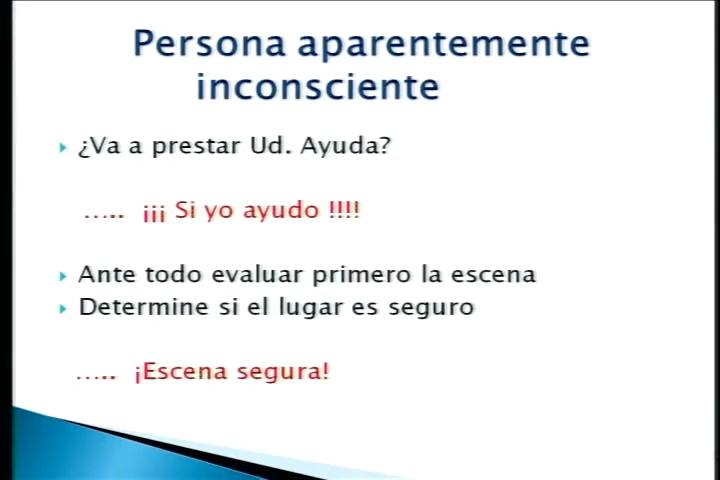 Persona aparentemente
inconsciente
¿Va a prestar Ud. Ayuda?
..... ¡¡¡ Si yo ayudo !!!!
Ante todo evaluar primero la escena
Determine si el lugar es seguro
..... ¡Escena segura!